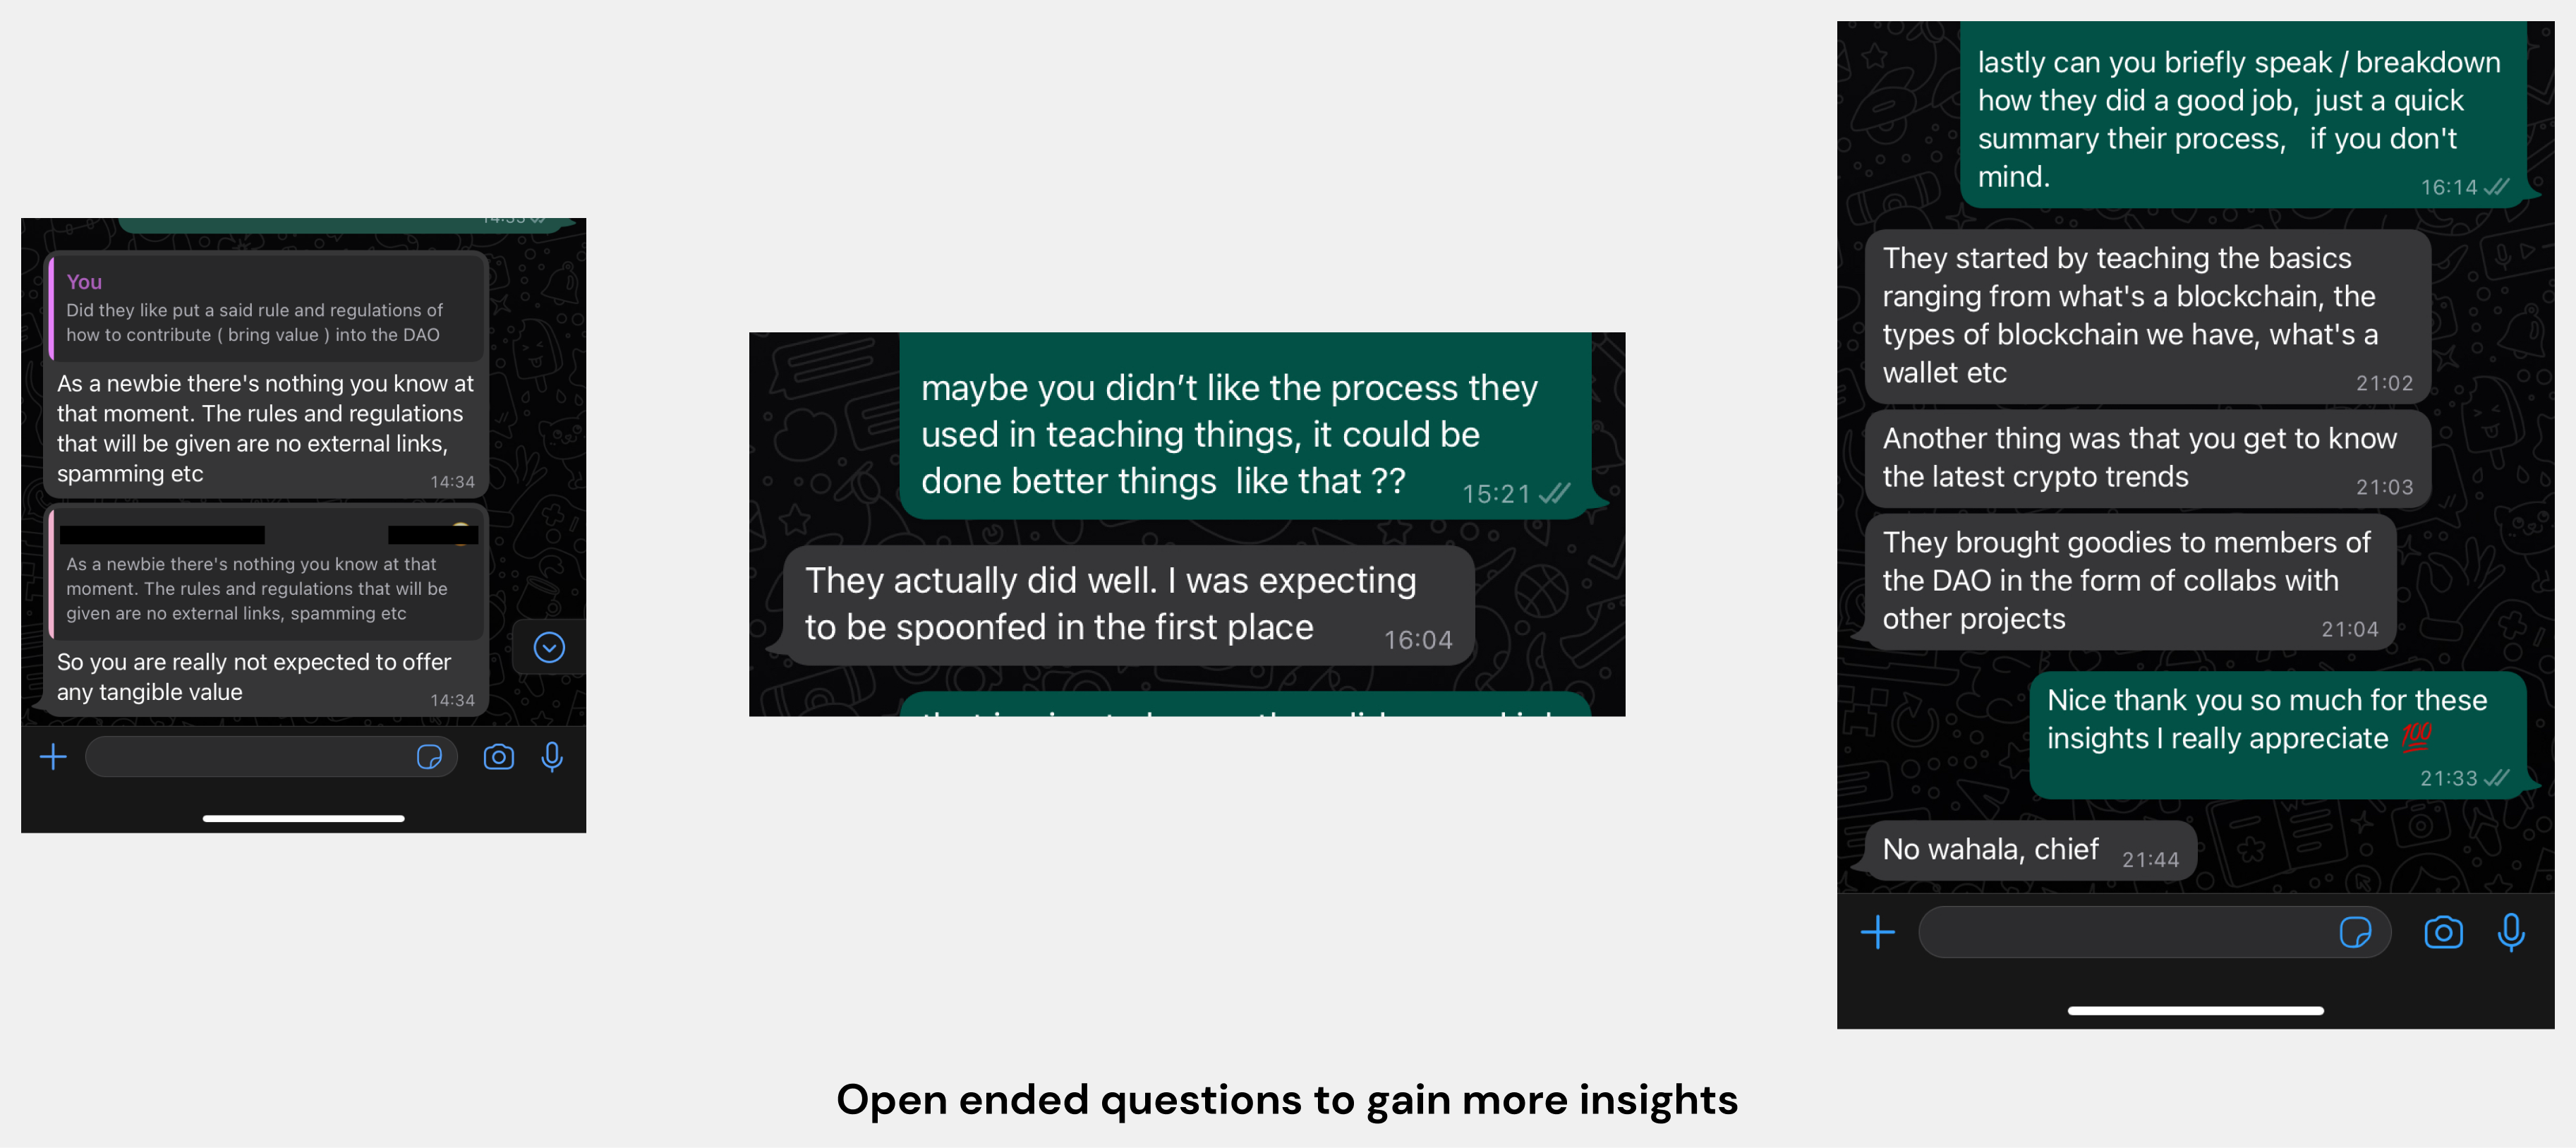 You
Did they like put a said rule and regulations of
how to contribute ( bring value ) into the DAO
As a newbie there's nothing you know at
that moment. The rules and regulations
that will be given are no external links,
spamming etc
14:34
As a newbie there's nothing you know at that
moment. The rules and regulations that will be
given are no external links, spamming etc
So you are really not expected to offer
any tangible value
14:34
maybe you didn’t like the process they
used in teaching things, it could be
done better things  like that ??
15:21
They actually did well. I was expecting
to be spoonfed in the first place
16:04
lastly can you briefly speak / breakdown
how they did a good job,  just a quick
summary their process,   if you don't
mind.
16:14
They started by teaching the basics
ranging from what's a blockchain, the
types of blockchain we have, what's a
wallet etc
21:02
Another thing was that you get to know
the latest crypto trends
21:03
They brought goodies to members of
the DAO in the form of collabs with
other projects
21:04
Nice thank you so much for these
insights I really appreciate 💯
21:33
No wahala, chief
21:44
Open ended questions to gain more insights